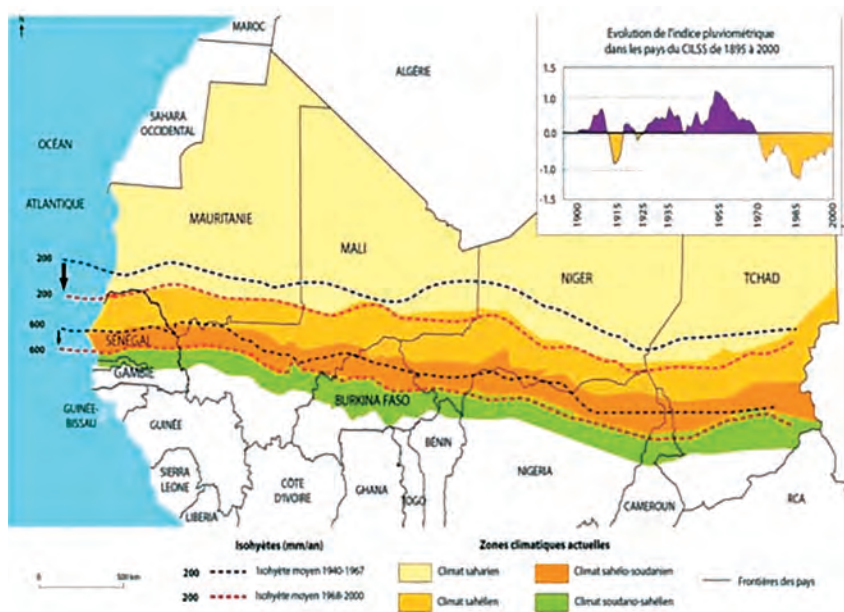 N
MAROC
ALGÉRIE
SAHARA
OCCIDENTAL
OCÉAN
ATLANTIQUE
MAURITANIE
MALI
NIGER
TCHAD
200
200
600
600
SÉNÉGAL
GAMBIE
GUINÉE-
BISSAU
GUINÉE
SIERRA
LEONE
LIBERIA
CÔTE
D'IVOIRE
BURKINA FASO
GHANA
TOGO
BÉNIN
NIGERIA
CAMEROUN
RCA
Evolution de l'indice pluviométrique
dans les pays du CILSS de 1895 à 2000
1.5
1.0
0.0
-1.0
-1.5
1900
1915
1925
1935
1955
1970
1985
2000
0 500 km
Isohyètes (mm/an)
200 Isohyète moyen 1940-1967
200 Isohyète moyen 1968-2000
Zones climatiques actuelles
Climat saharien
Climat sahélien
Climat sahélo-soudanien
Climat soudano-sahélien
Frontières des pays